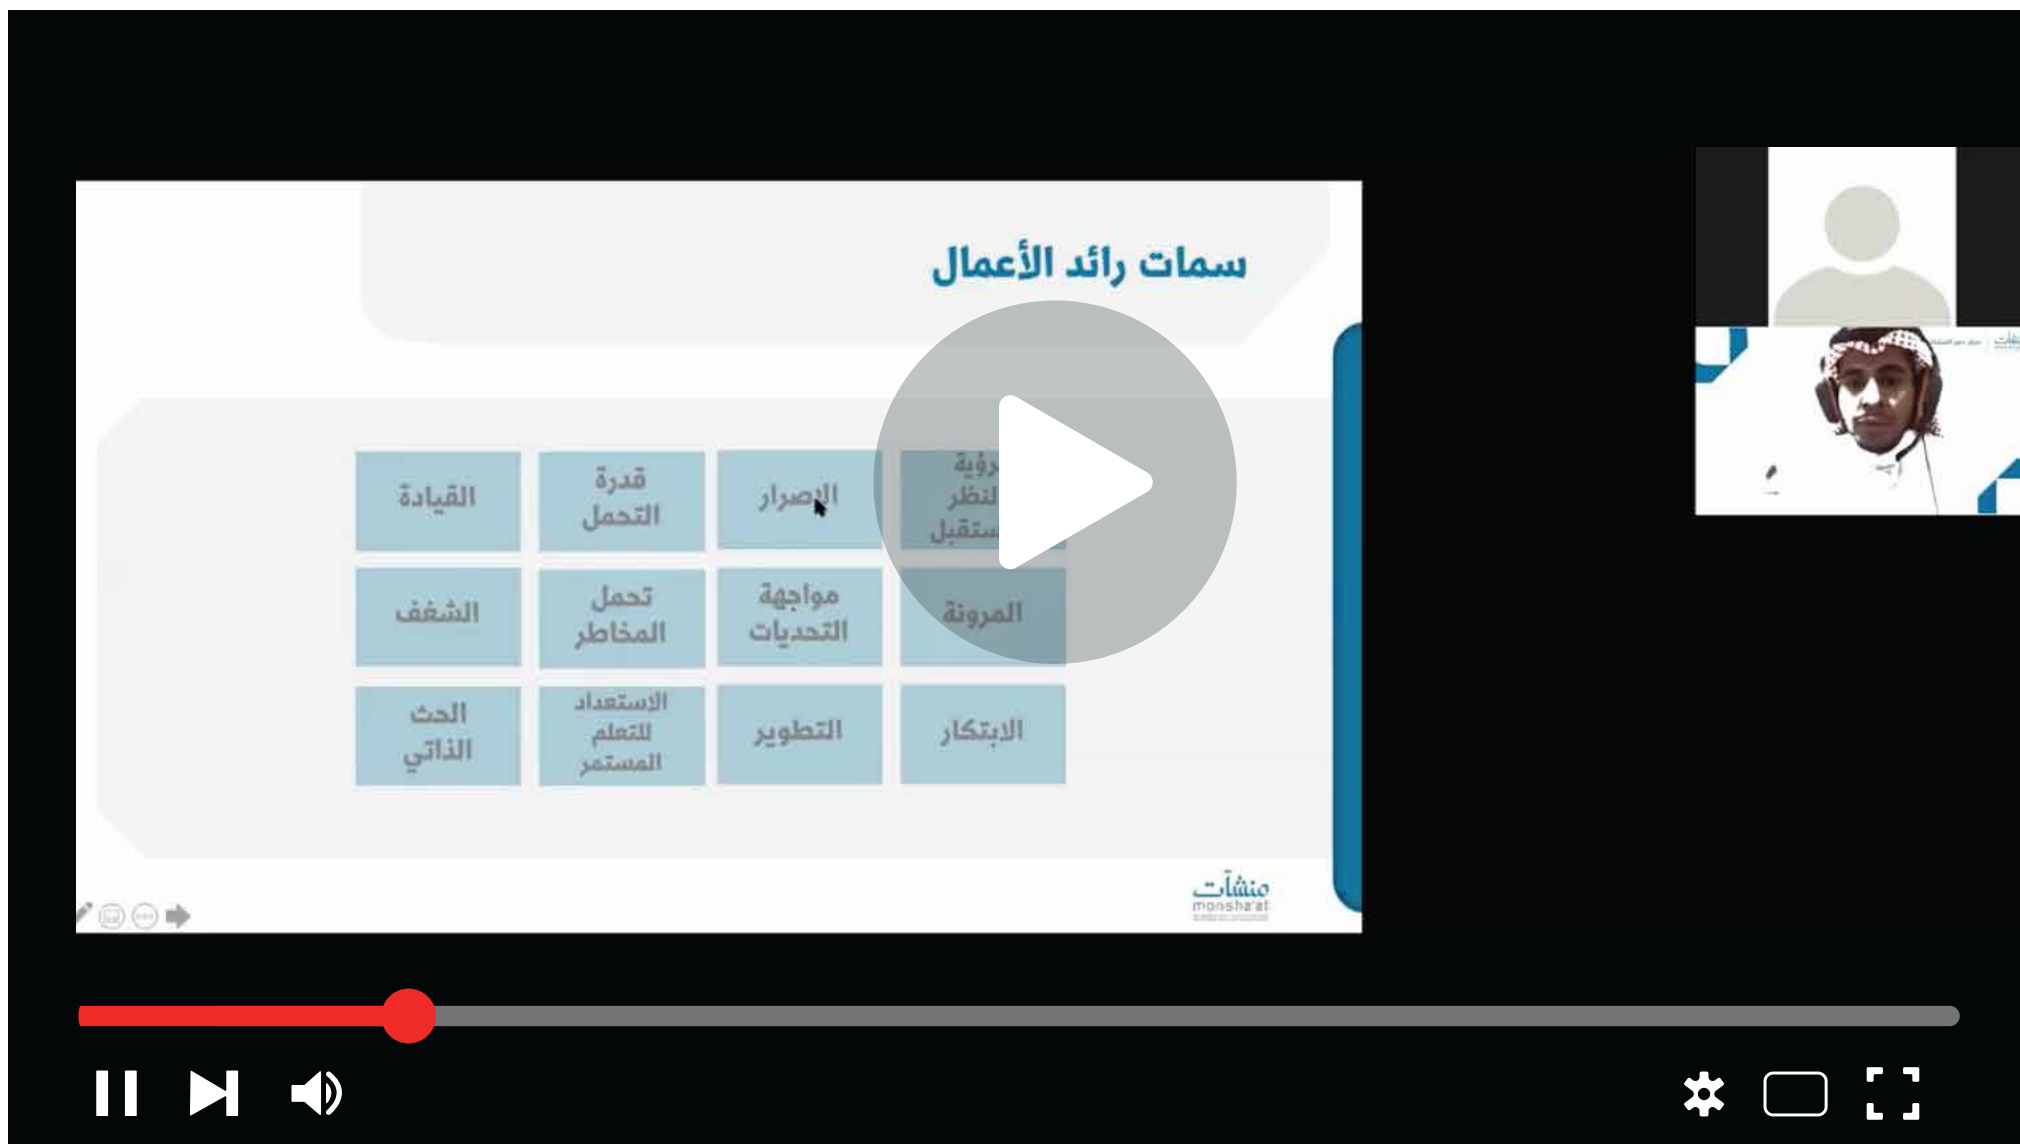 سمات رائد الأعمال
الإصرار
قدرة
التحمل
القيادة
المرونة
مواجهة
التحديات
تحمل
المخاطر
الشغف
الابتكار
التطوير
الاستعداد
للتعلم
المستمر
الحث
الذاتي
منشآت
monsha'at